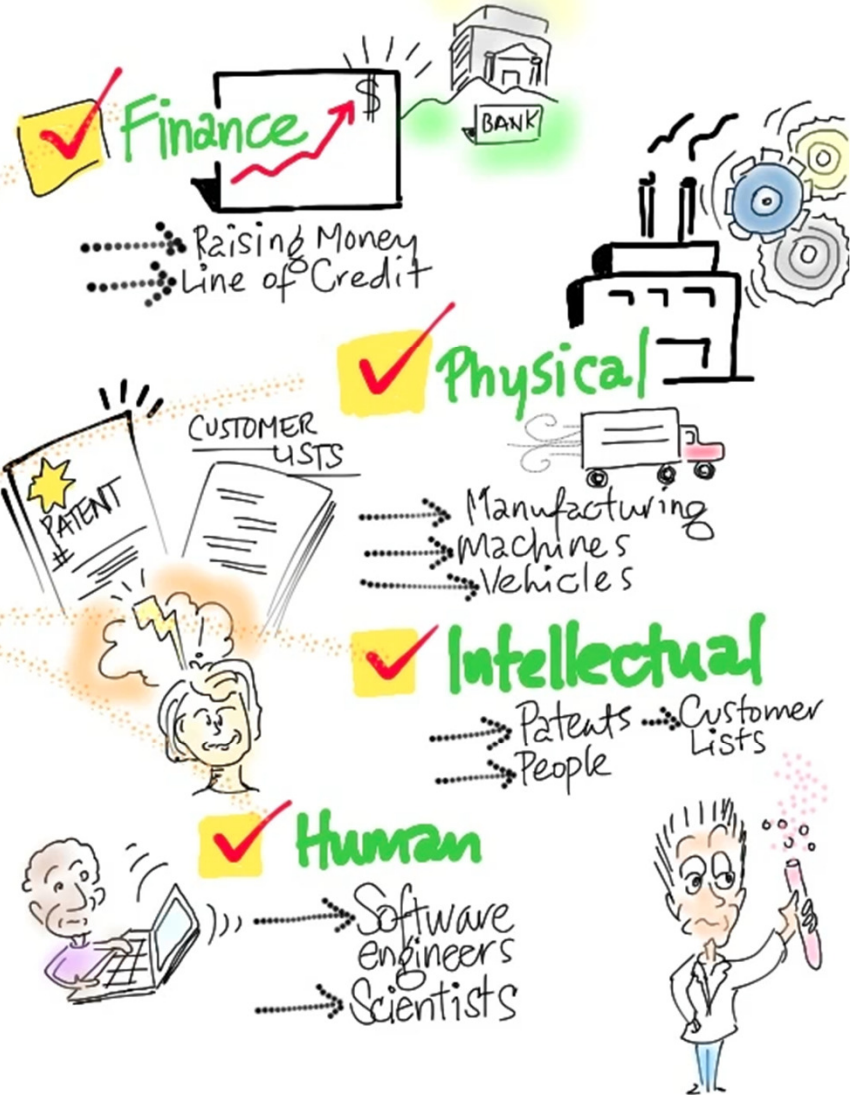 Finance
$
BANK
Raising Money
Line of Credit
Physical
CUSTOMER
LISTS
PATENT
#
Manufacturing
Machines
Vehicles
Intellectual
Patents → Customer
Lists
People
Human
Software
engineers
Scientists